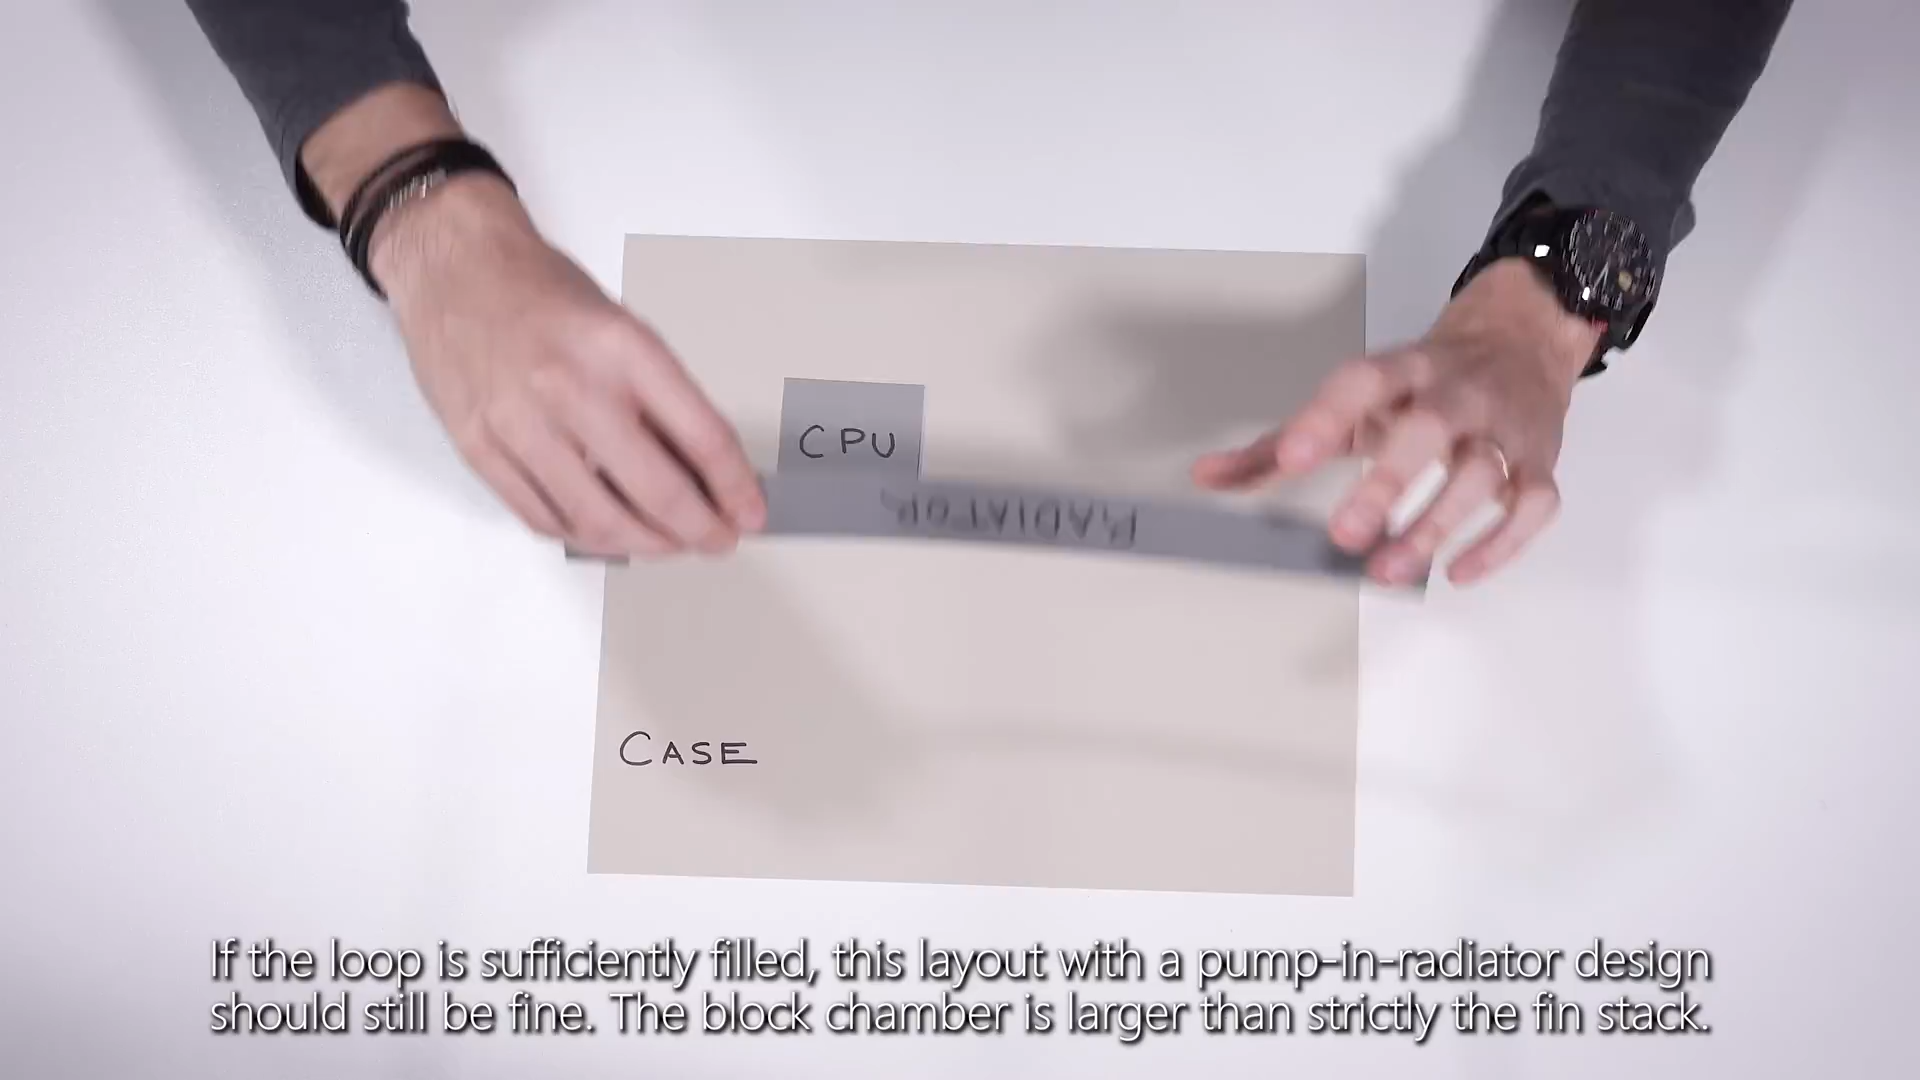 CPU
RADIATOR
CASE
If the loop is sufficiently filled, this layout with a pump-in-radiator design
should still be fine. The block chamber is larger than strictly the fin stack.